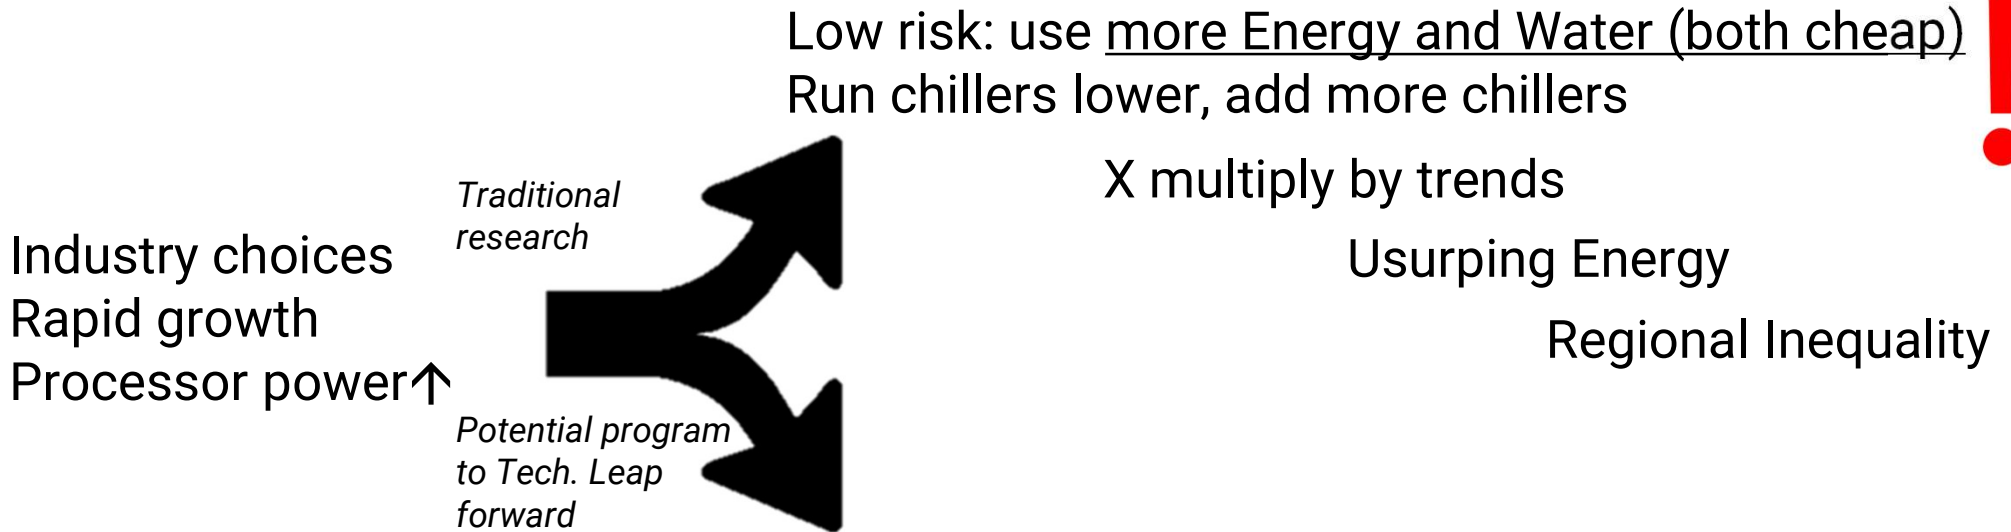 Low risk: use more Energy and Water (both cheap)
Run chillers lower, add more chillers
X multiply by trends
Usurping Energy
Regional Inequality
Traditional
research
Industry choices
Rapid growth
Processor power↑
Potential program
to Tech. Leap
forward
!